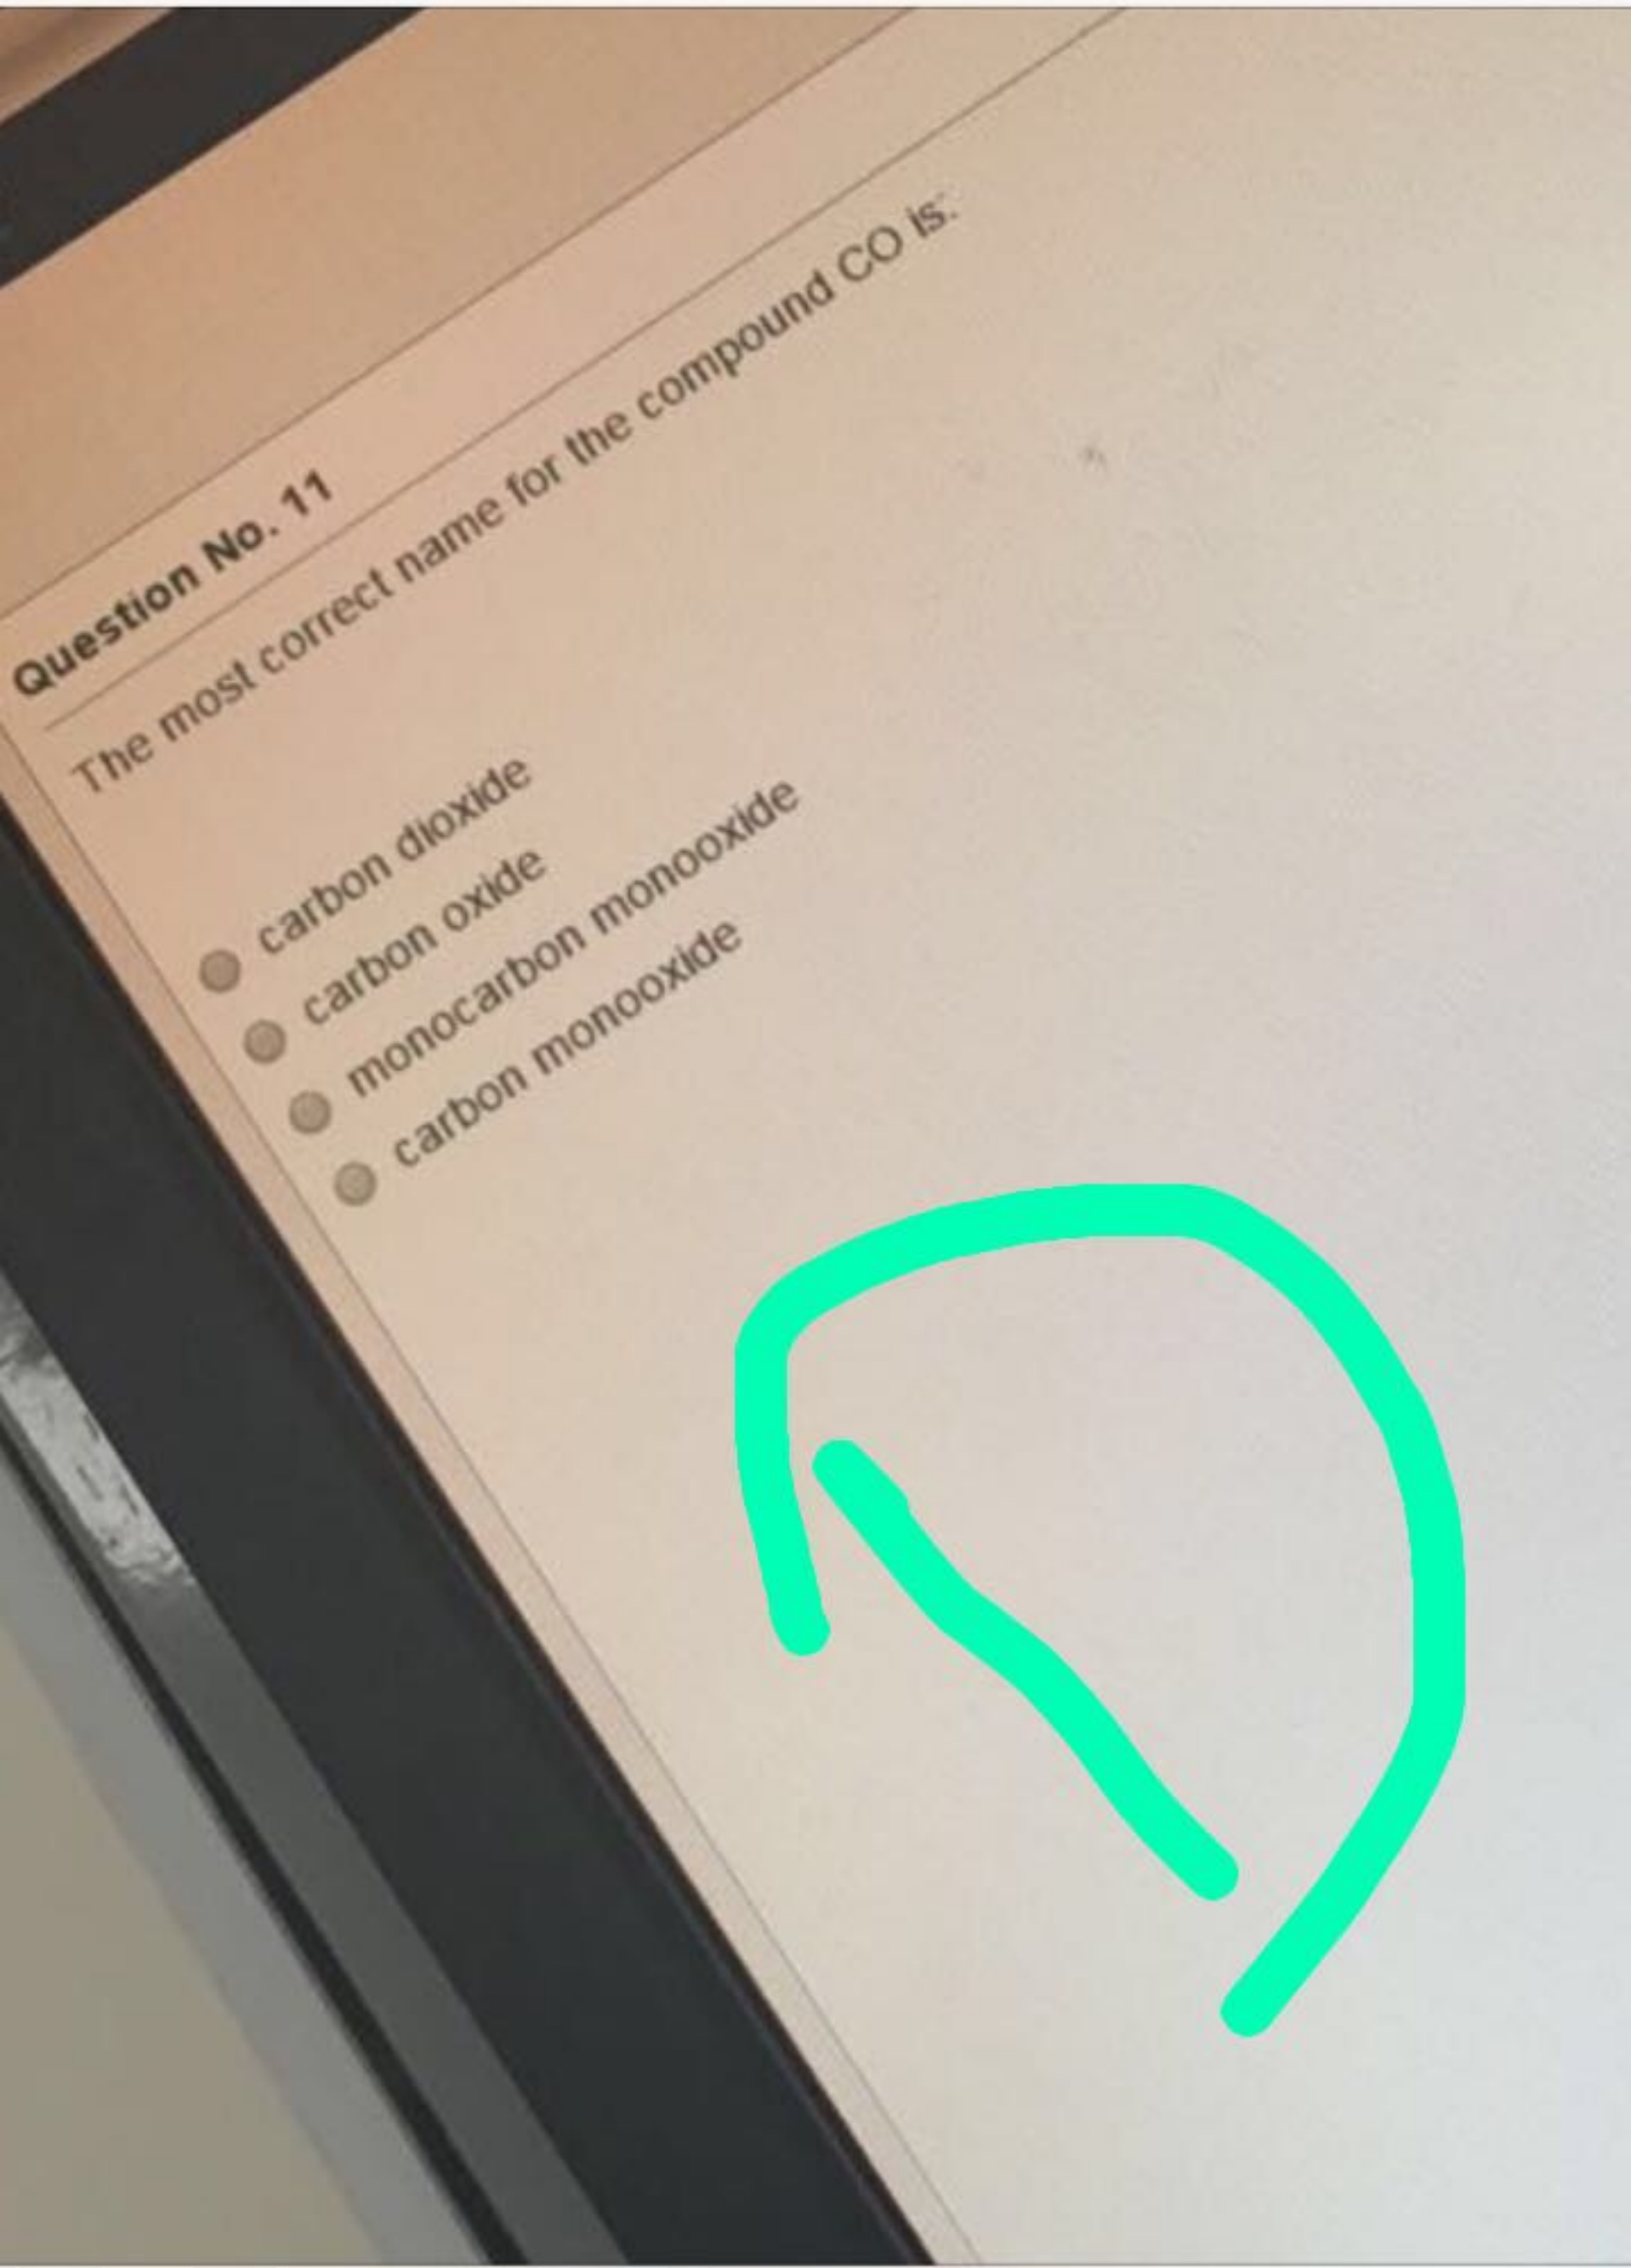 Question No. 11
The most correct name for the compound CO is:
carbon dioxide
carbon oxide
monocarbon monooxide
carbon monooxide
D